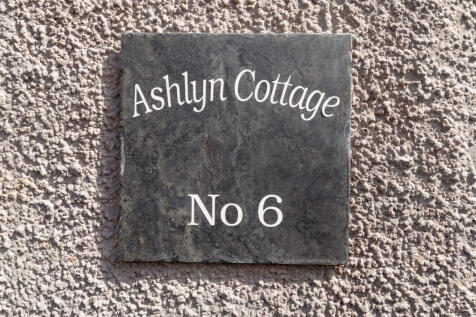 Ashlyn Cottage
No 6